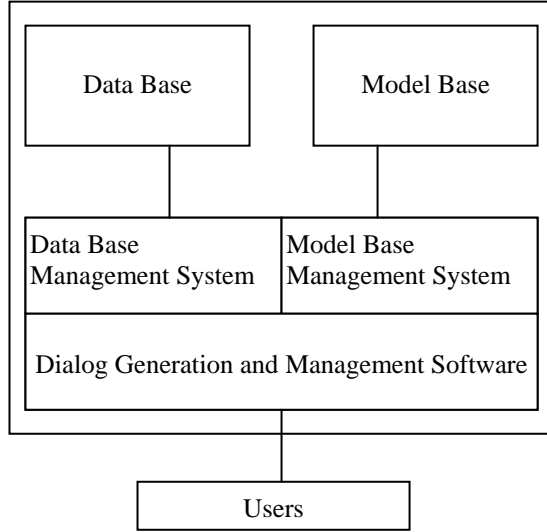 Data Base
Model Base
Data Base
Management System
Model Base
Management System
Dialog Generation and Management Software
Users